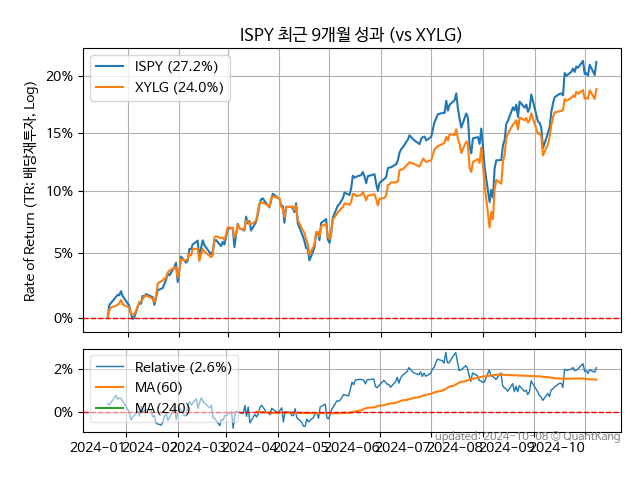 ISPY 최근 9개월 성과 (vs XYLG)
ISPY (27.2%)
XYLG (24.0%)
20%
15%
10%
5%
0%
Rate of Return (TR: 배당재투자, Log)
Relative (2.6%)
MA(60)
MA(240)
2%
0%
2024-01 2024-02 2024-03 2024-04 2024-05 2024-06 2024-07 2024-08 2024-09 2024-10
updated: 2024-10-08 © QuantKang